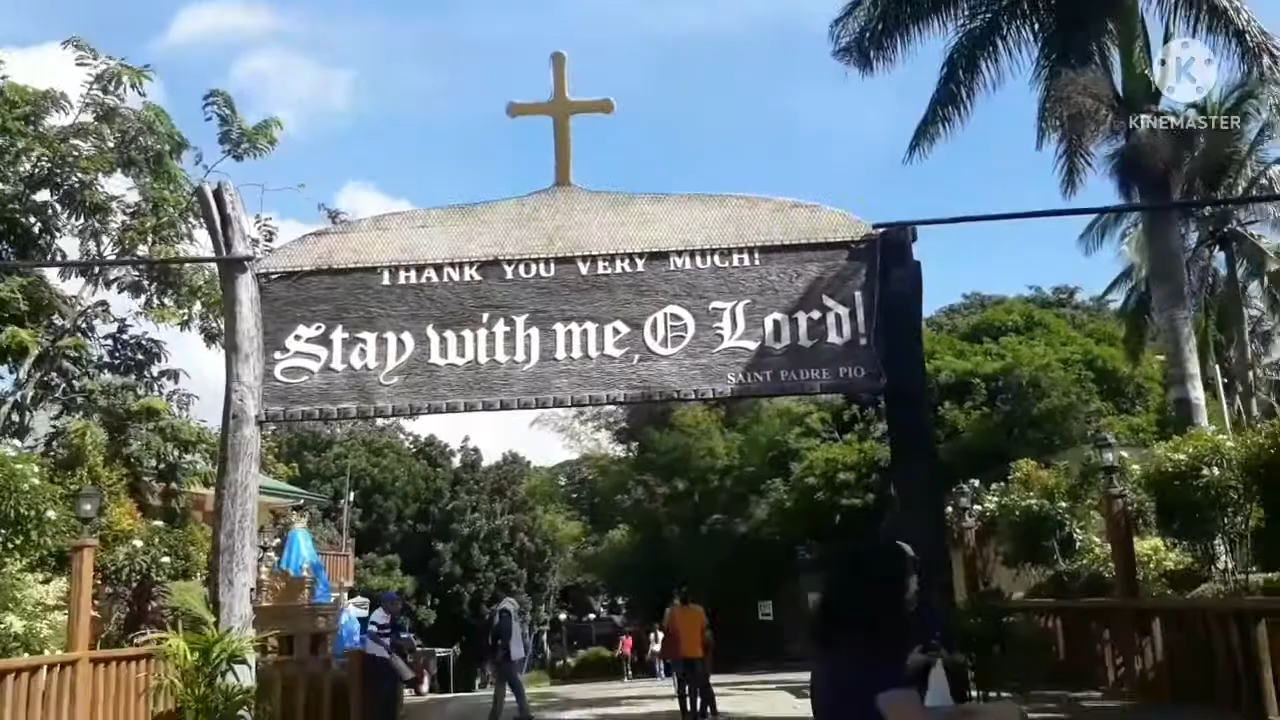 K
KINEMASTER
THANK YOU VERY MUCH!
Stay with me, O Lord!
SAINT PADRE PIO